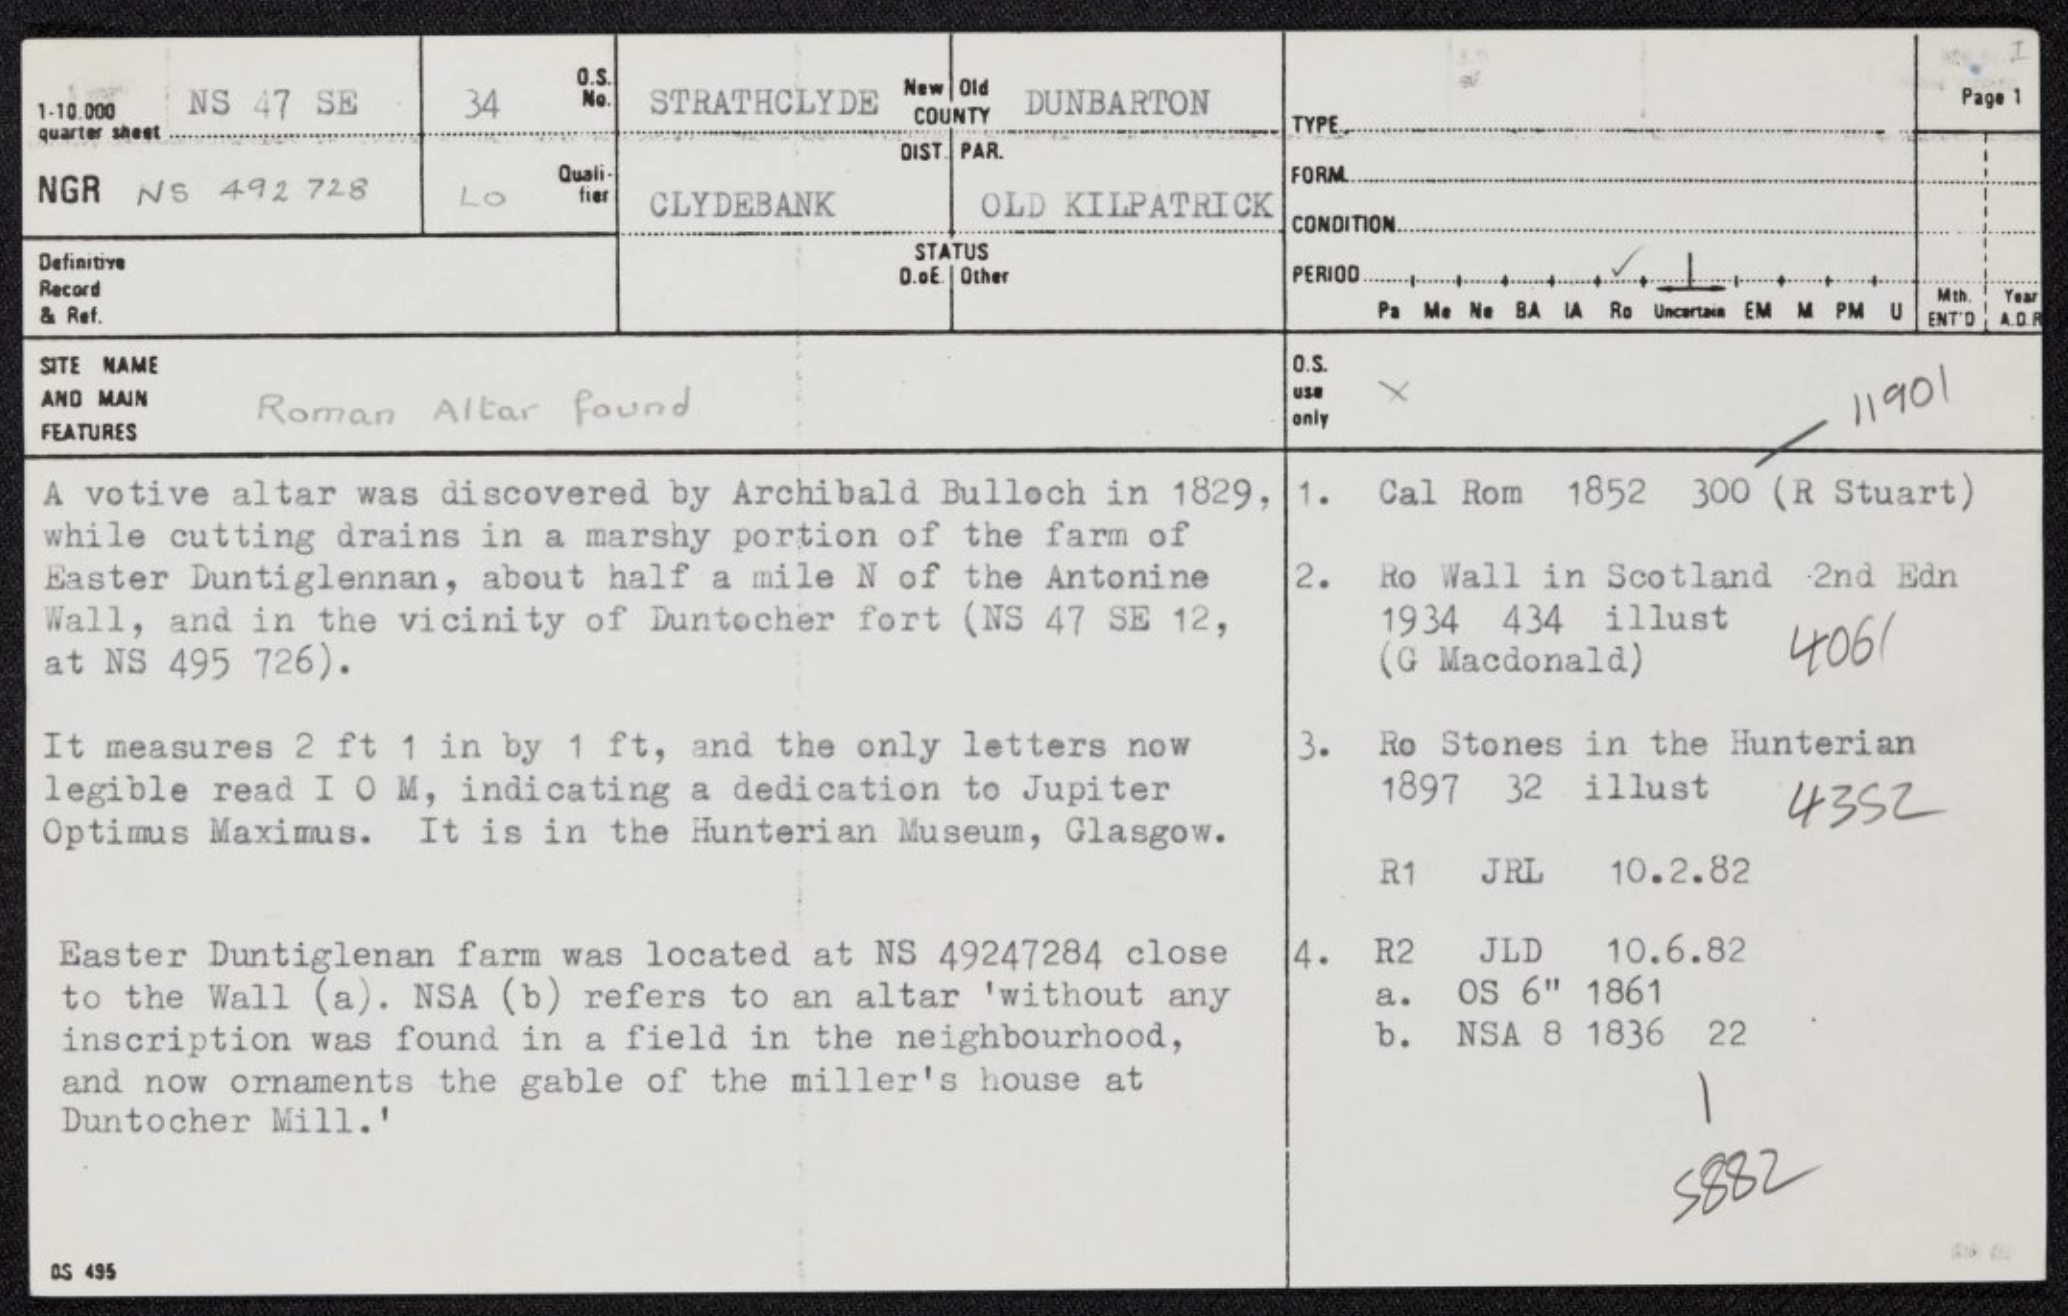 1-10.000 quarter sheet NS 47 SE
34 O.S. No.
STRATHCLYDE New Old COUNTY DUNBARTON
NGR NS 492 728
LO Quali-fier
DIST. PAR.
CLYDEBANK OLD KILPATRICK
Definitive
Record
& Ref.
STATUS
D.oE. Other
TYPE
FORM
CONDITION
PERIOD ✓
Pa Me Ne BA IA Ro Uncertain EM M PM U
I
Page 1
Mth. Year
ENT'D A.O.R
SITE NAME
AND MAIN
FEATURES
Roman Altar found
O.S.
use
only
X
11901
A votive altar was discovered by Archibald Bulloch in 1829,
while cutting drains in a marshy portion of the farm of
Easter Duntiglennan, about half a mile N of the Antonine
Wall, and in the vicinity of Duntocher fort (NS 47 SE 12,
at NS 495 726).
It measures 2 ft 1 in by 1 ft, and the only letters now
legible read I O M, indicating a dedication to Jupiter
Optimus Maximus. It is in the Hunterian Museum, Glasgow.
Easter Duntiglenan farm was located at NS 49247284 close
to the Wall (a). NSA (b) refers to an altar 'without any
inscription was found in a field in the neighbourhood,
and now ornaments the gable of the miller's house at
Duntocher Mill.'
1. Cal Rom 1852 300 (R Stuart)
2. Ro Wall in Scotland 2nd Edn
1934 434 illust
(G Macdonald)
4061
3. Ro Stones in the Hunterian
1897 32 illust
4352
R1 JRL 10.2.82
4. R2 JLD 10.6.82
a. OS 6" 1861
b. NSA 8 1836 22
5882
OS 495